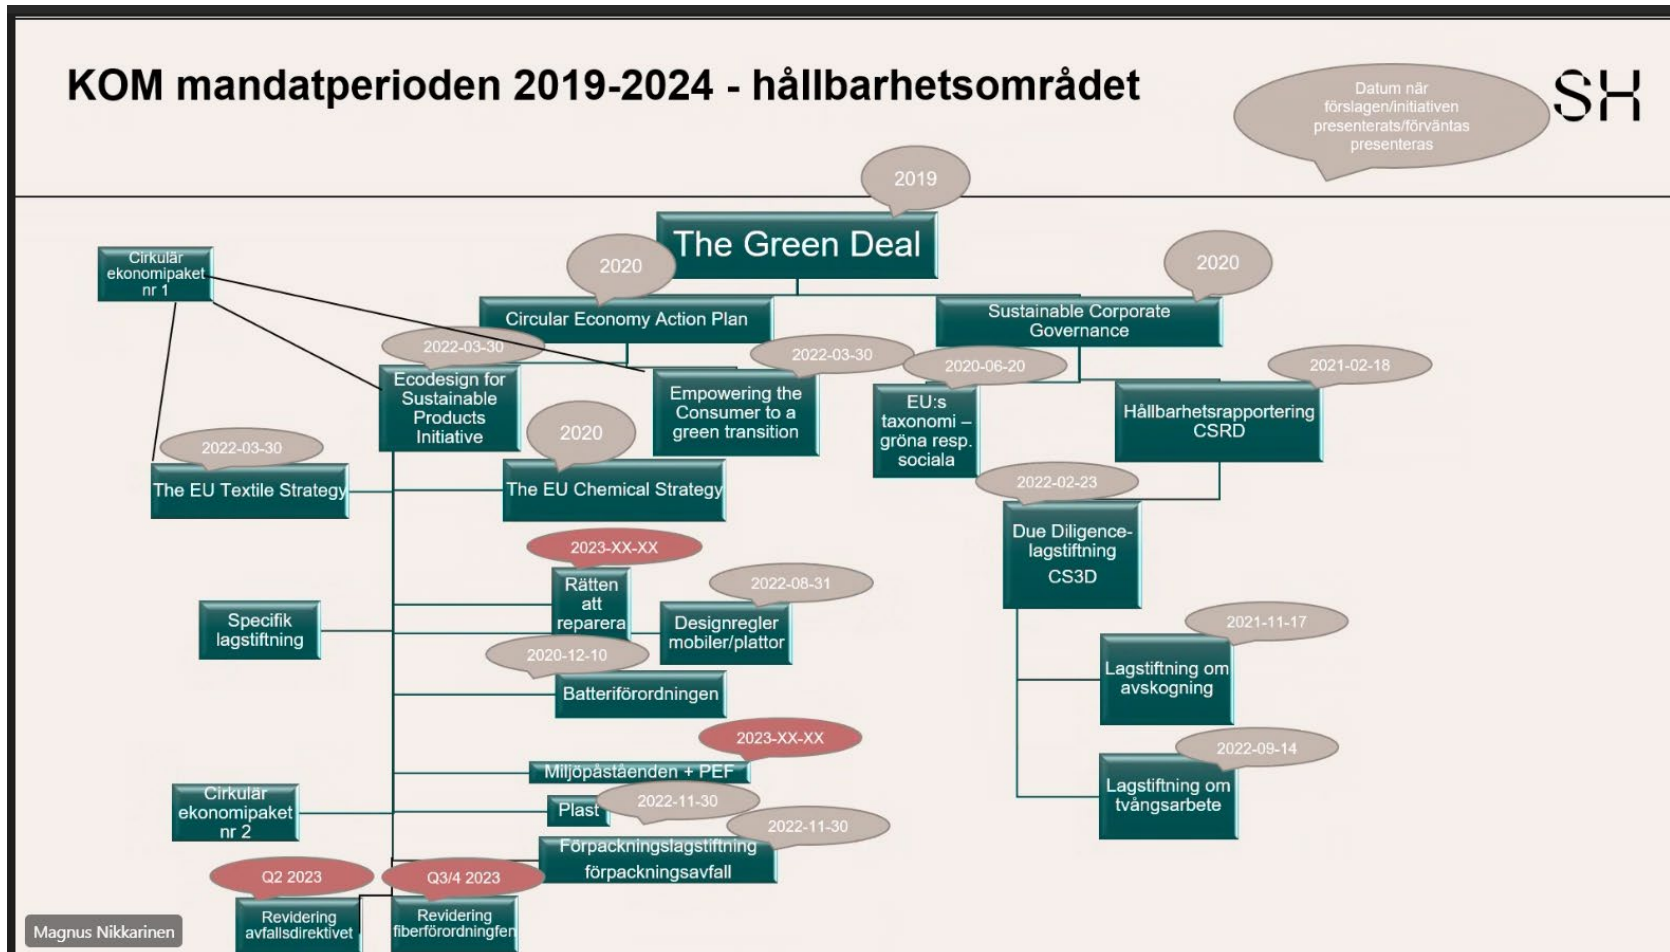 KOM mandatperioden 2019-2024 - hållbarhetsområdet
Datum när
förslagen/initiativen
presenterats/förväntas
presenteras
SH
2019
The Green Deal
Cirkulär
ekonomipaket
nr 1
2020
2020
Circular Economy Action Plan
Sustainable Corporate
Governance
2022-03-30
2022-03-30
2020-06-20
2021-02-18
Ecodesign for
Sustainable
Products
Initiative
Empowering the
Consumer to a
green transition
EU:s
taxonomi –
gröna resp.
sociala
Hållbarhetsrapportering
CSRD
2022-03-30
2020
The EU Textile Strategy
The EU Chemical Strategy
2022-02-23
Due Diligence-
lagstiftning
CS3D
2023-XX-XX
Rätten
att
reparera
2022-08-31
Designregler
mobiler/plattor
Specifik
lagstiftning
2020-12-10
Batteriförordningen
2021-11-17
Lagstiftning om
avskogning
2023-XX-XX
Miljöpåståenden + PEF
2022-09-14
Lagstiftning om
tvångsarbete
Cirkulär
ekonomipaket
nr 2
Plast
2022-11-30
2022-11-30
Förpackningslagstiftning
förpackningsavfall
Q2 2023
Q3/4 2023
Revidering
avfallsdirektivet
Revidering
fiberförordningfen
Magnus Nikkarinen